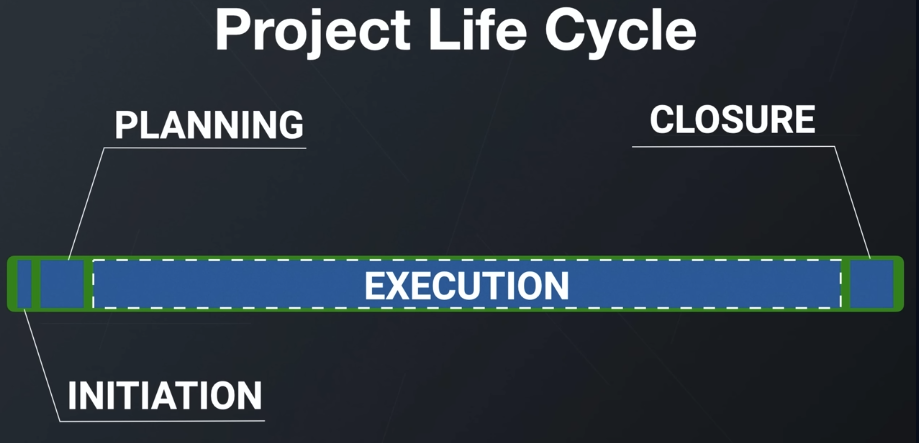 Project Life Cycle
PLANNING
CLOSURE
EXECUTION
INITIATION